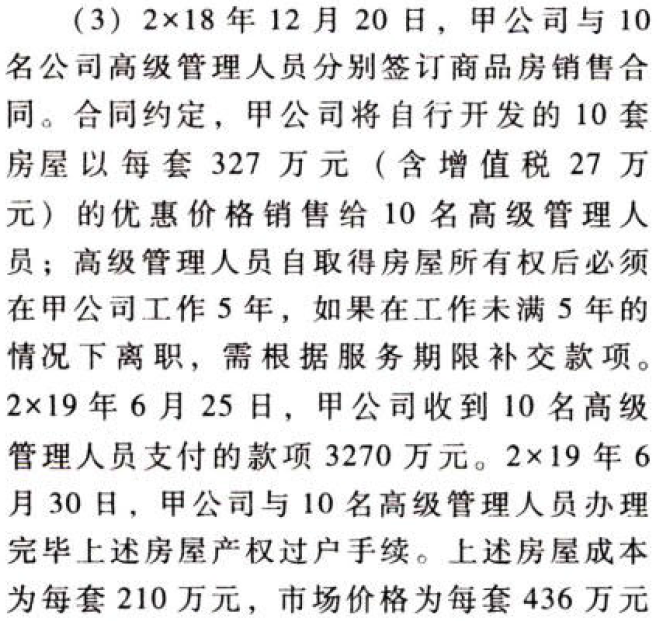 （3）2×18 年 12 月 20 日，甲公司与 10
名公司高级管理人员分别签订商品房销售合
同。合同约定，甲公司将自行开发的 10 套
房屋以每套 327 万元（含增值税 27 万
元）的优惠价格销售给 10 名高级管理人
员；高级管理人员自取得房屋所有权后必须
在甲公司工作 5 年，如果在工作未满 5 年的
情况下离职，需根据服务期限补交款项。
2×19 年 6 月 25 日，甲公司收到 10 名高级
管理人员支付的款项 3270 万元。2×19 年 6
月 30 日，甲公司与 10 名高级管理人员办理
完毕上述房屋产权过户手续。上述房屋成本
为每套 210 万元，市场价格为每套 436 万元